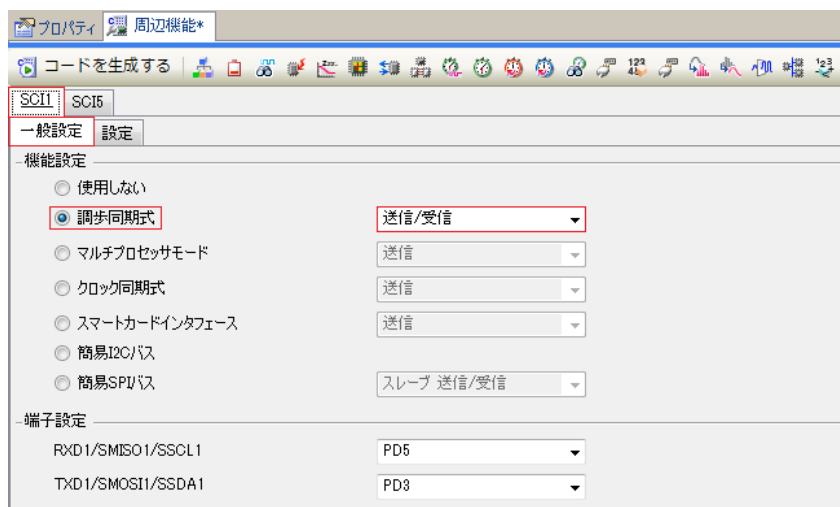 プロパティ 周辺機能*
コードを生成する
SCI1 SCI5
一般設定 設定
機能設定
使用しない
調歩同期式 送信/受信
マルチプロセッサモード 送信
クロック同期式 送信
スマートカードインタフェース 送信
簡易I2Cバス
簡易SPIバス スレーブ 送信/受信
端子設定
RXD1/SMISO1/SSCL1 PD5
TXD1/SMOSI1/SSDA1 PD3